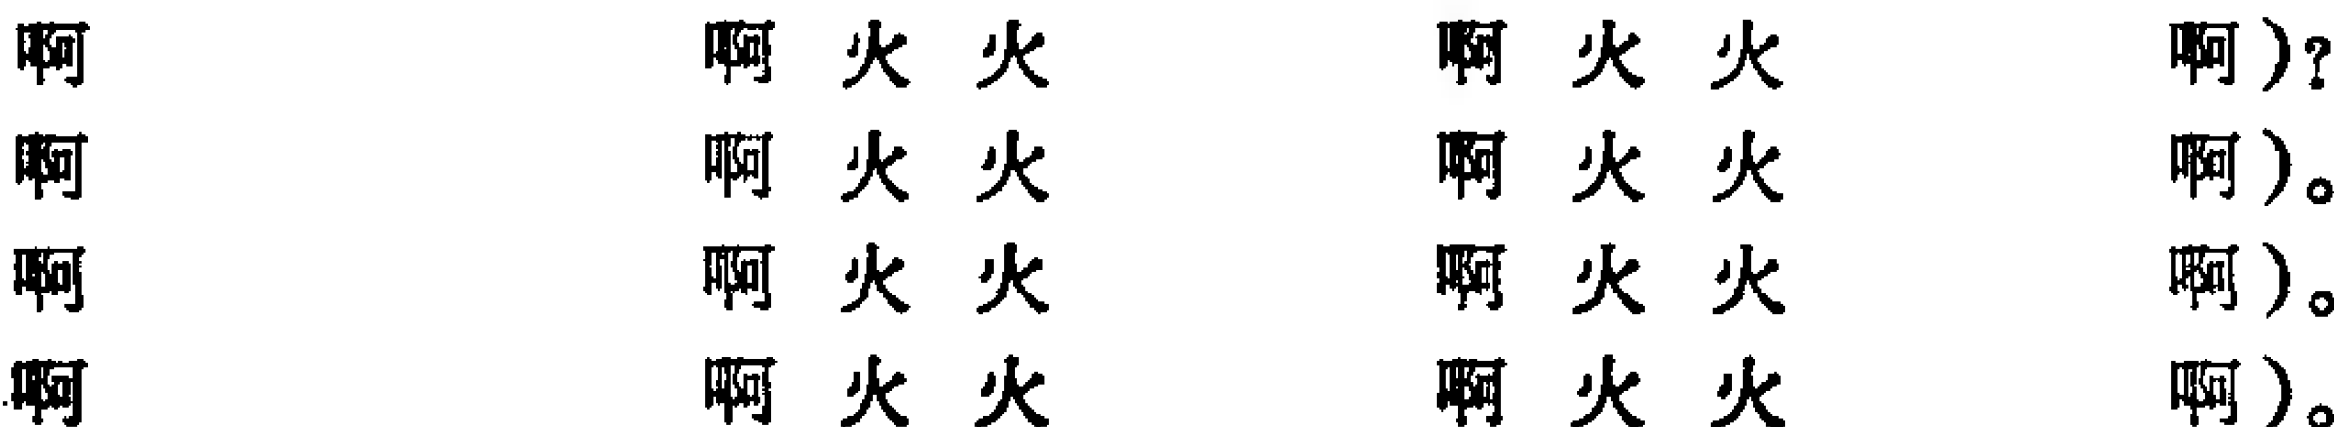 啊 啊 火 火 啊 火 火 啊)?
啊 啊 火 火 啊 火 火 啊)。
啊 啊 火 火 啊 火 火 啊)。
啊 啊 火 火 啊 火 火 啊)。